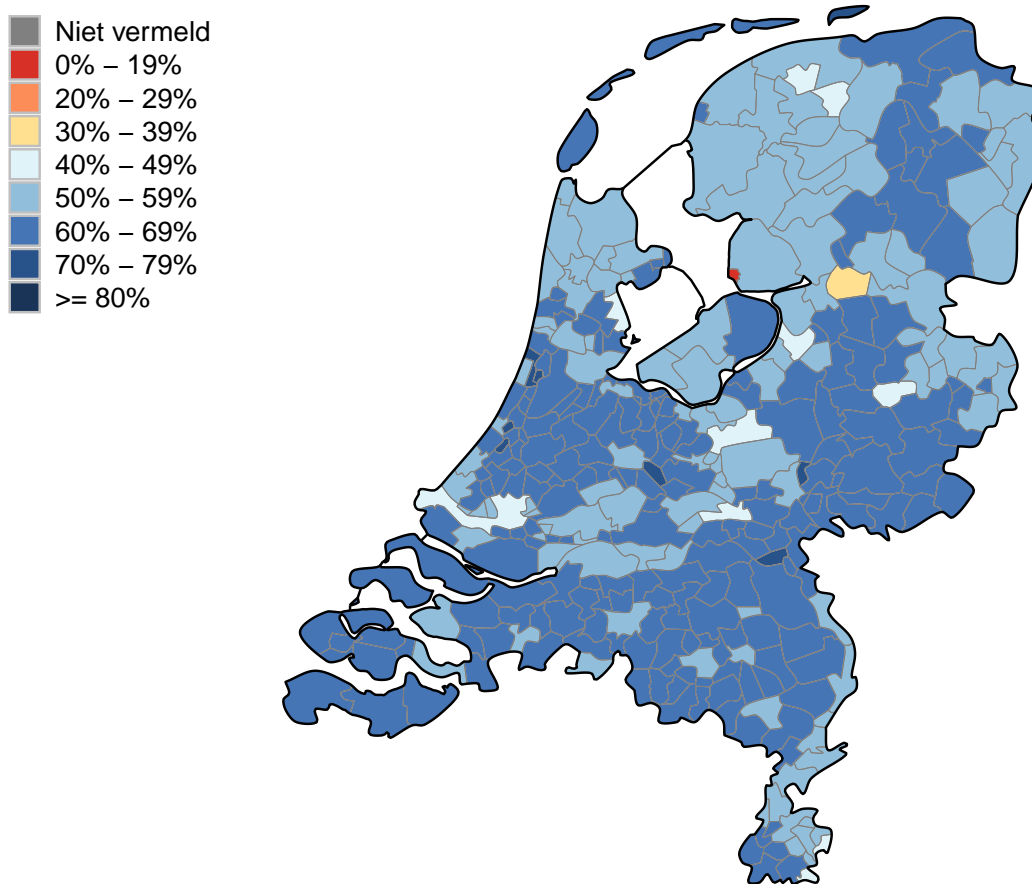 Niet vermeld
0% – 19%
20% – 29%
30% – 39%
40% – 49%
50% – 59%
60% – 69%
70% – 79%
>= 80%